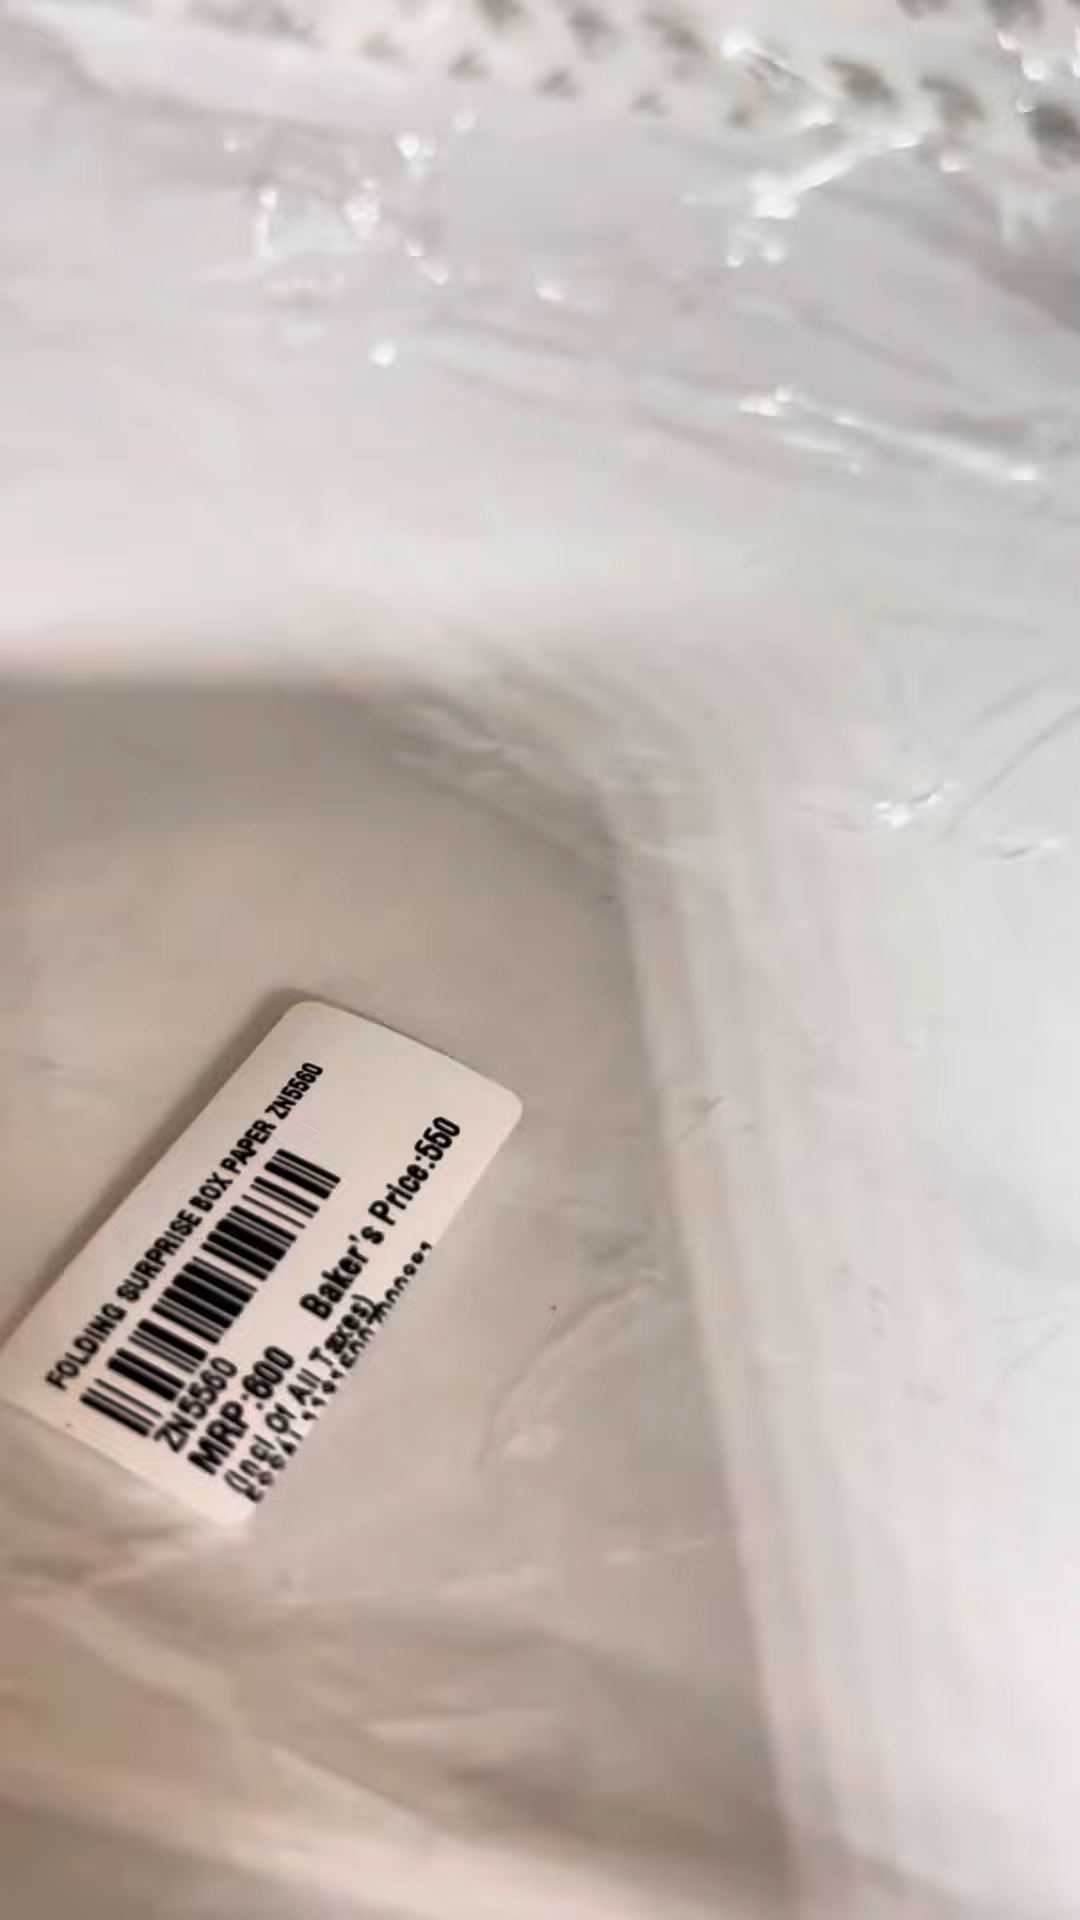 FOLDING SURPRISE BOX PAPER ZN5560
ZN5560
MRP:600 Baker's Price:550
(Incl Of All Taxes)